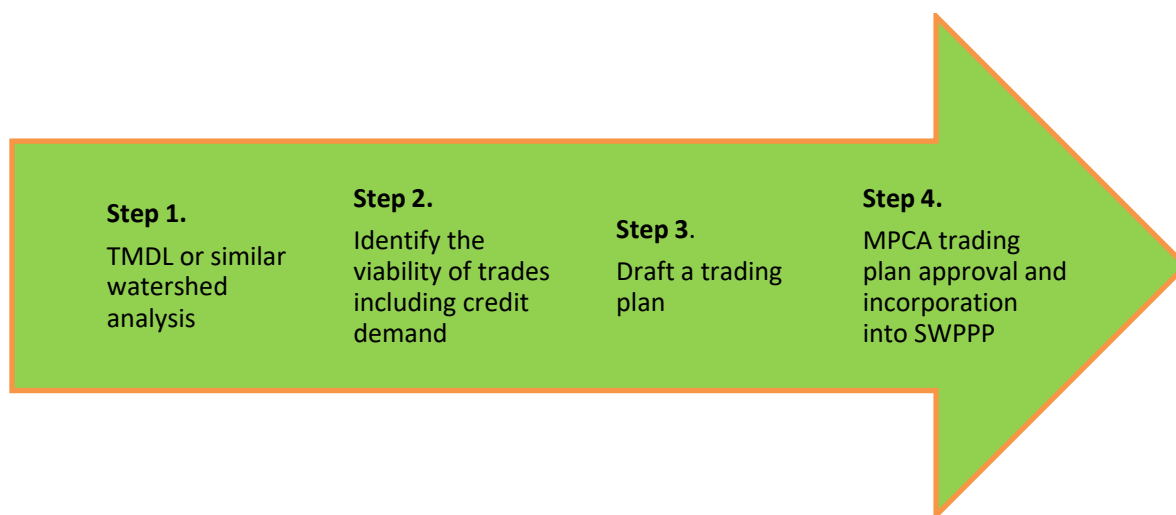 Step 1.
TMDL or similar
watershed
analysis
Step 2.
Identify the
viability of trades
including credit
demand
Step 3.
Draft a trading
plan
Step 4.
MPCA trading
plan approval and
incorporation
into SWPPP